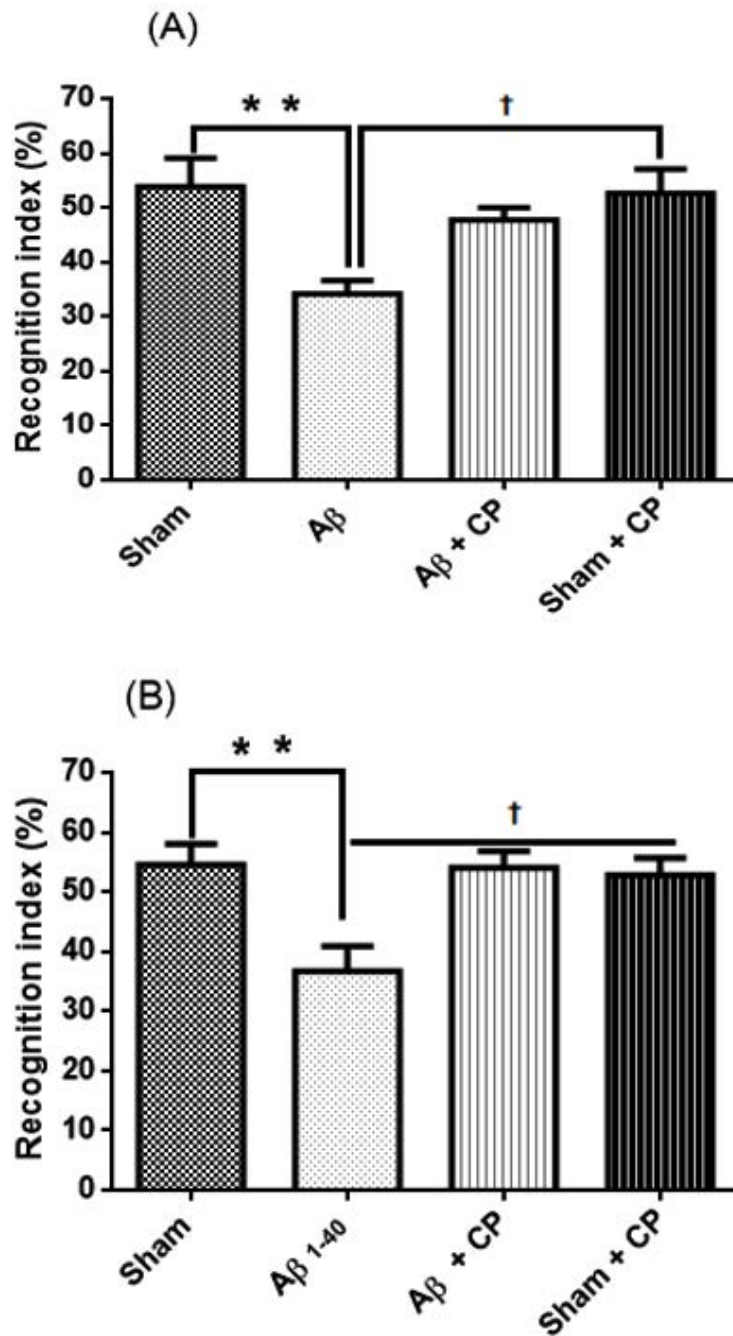 (A)
Recognition index (%)
70
60
50
40
30
20
10
0
* *
†
Sham
Aβ
Aβ + CP
Sham + CP
(B)
Recognition index (%)
70
60
50
40
30
20
10
0
* *
†
Sham
Aβ 1-40
Aβ + CP
Sham + CP